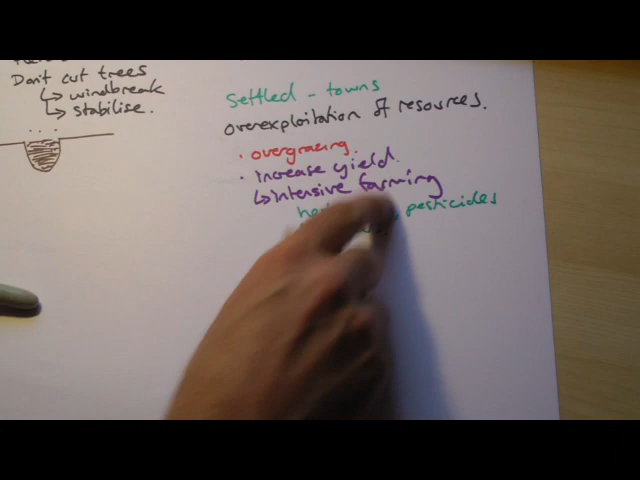 Don't cut trees
↳ windbreak
↳ stabilise.
Settled - towns
overexploitation of resources.
• overgrazing.
• increase yield.
↳ intensive farming
pesticides